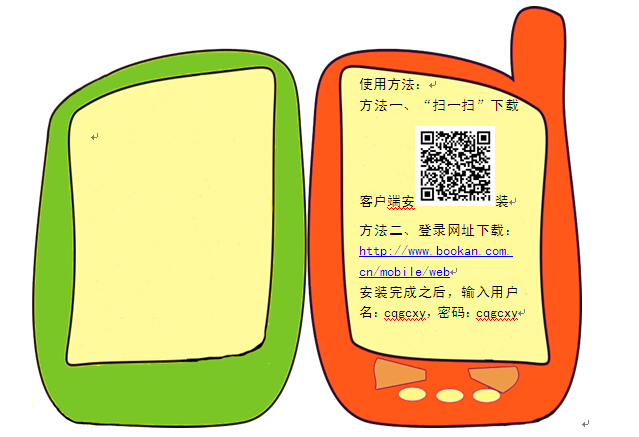 使用方法：
方法一、“扫一扫”下载
客户端安装
方法二、登录网址下载：
http://www.bookan.com.
cn/mobile/web
安装完成之后，输入用户
名：cqgcxy，密码：cqgcxy